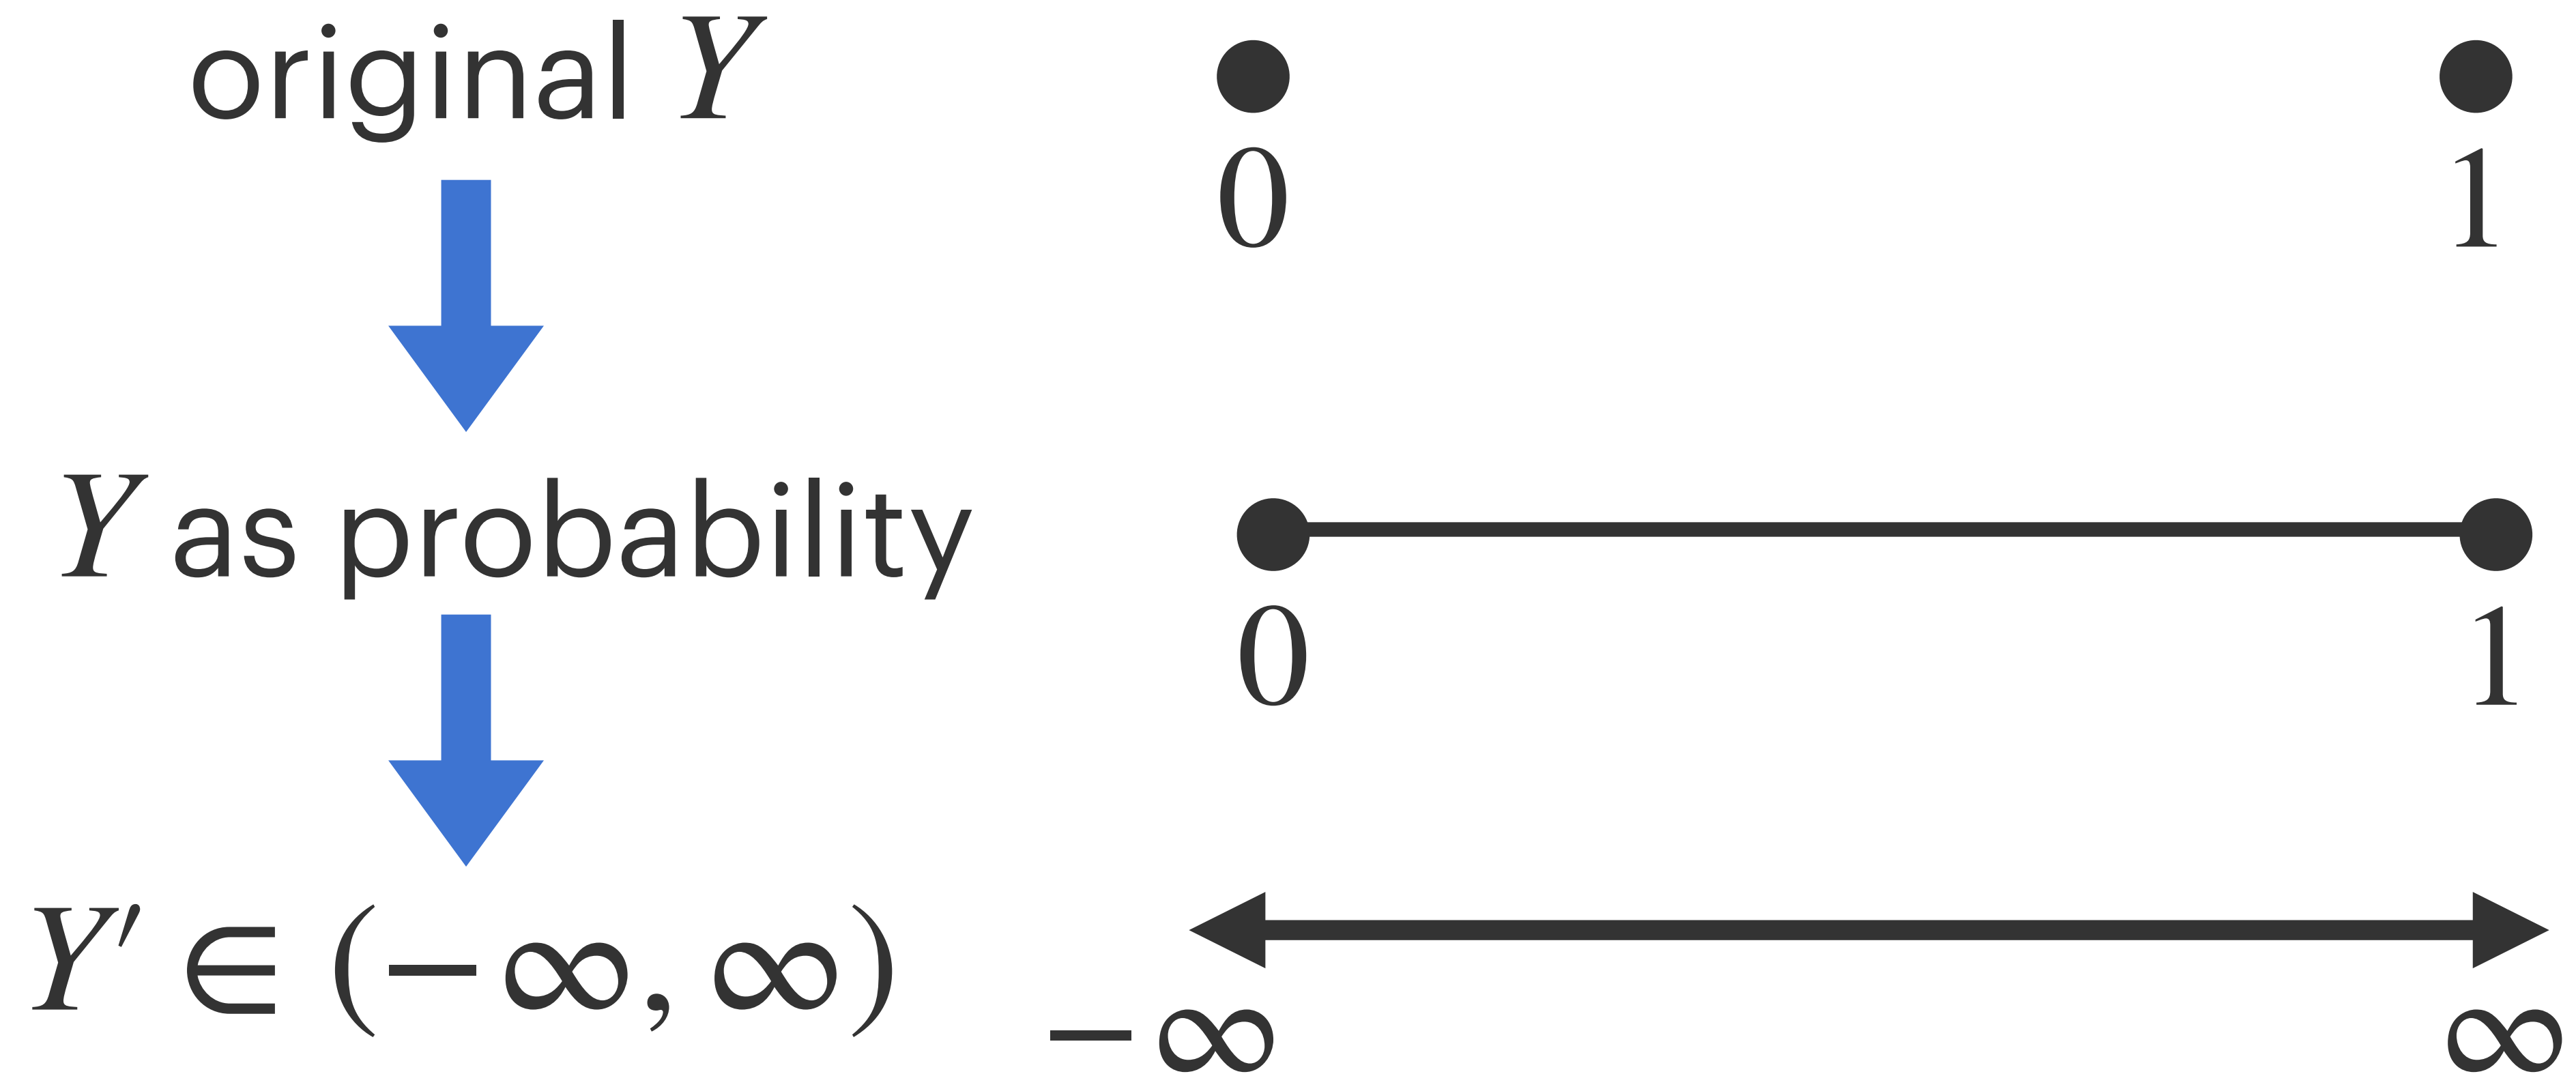 original Y
0 1
Y as probability
0 1
Y′ ∈ (−∞, ∞)
−∞ ∞